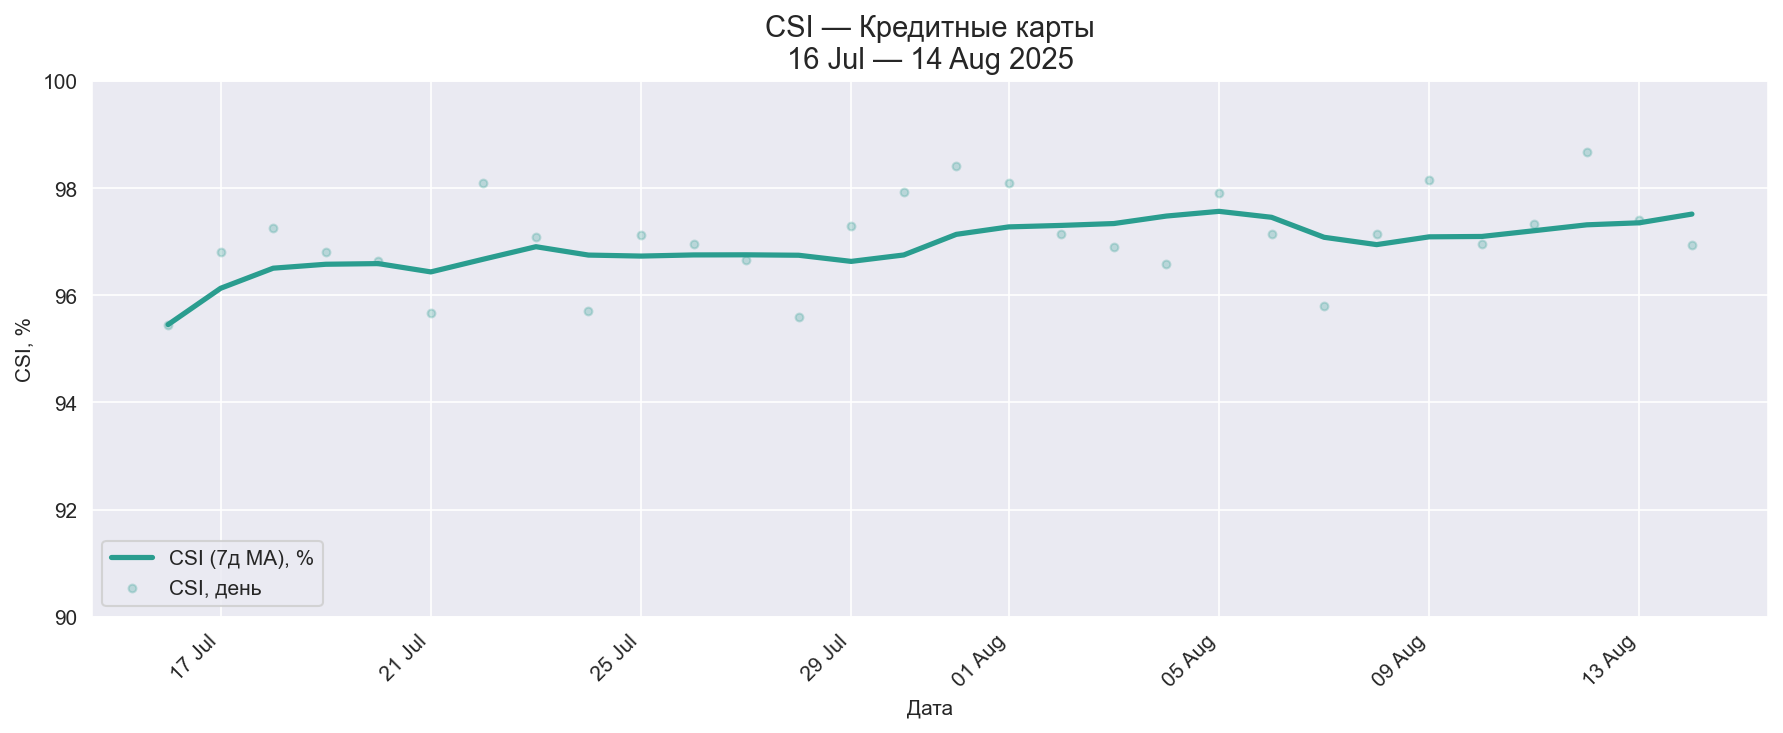 CSI — Кредитные карты
16 Jul — 14 Aug 2025
100
98
96
94
92
90
CSI, %
CSI (7д MA), %
CSI, день
17 Jul
21 Jul
25 Jul
29 Jul
01 Aug
05 Aug
09 Aug
13 Aug
Дата